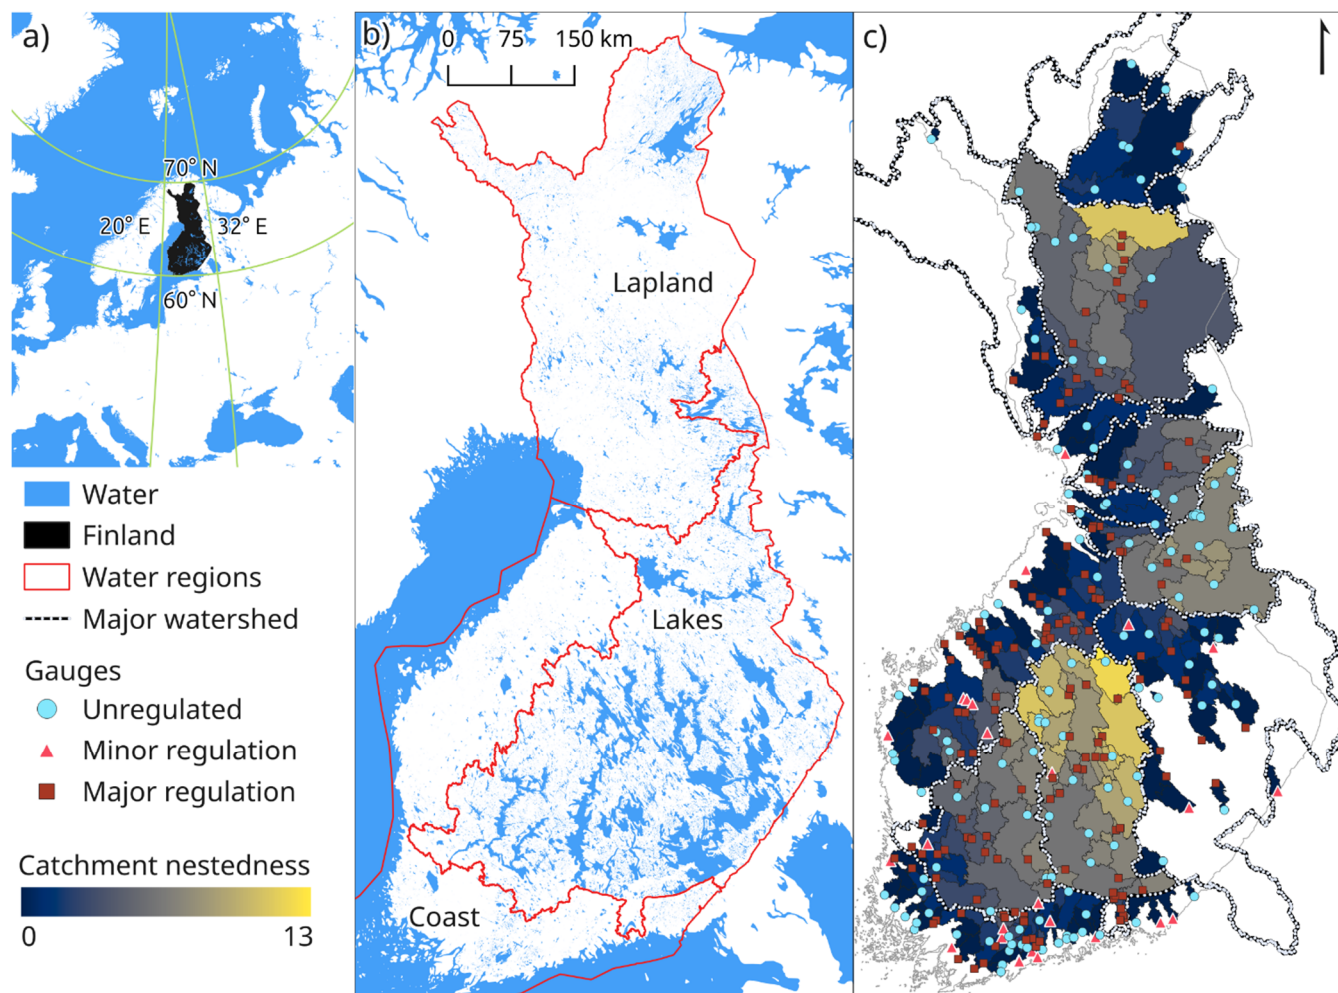 a)
70° N
20° E
32° E
60° N
Water
Finland
Water regions
Major watershed
Gauges
Unregulated
Minor regulation
Major regulation
Catchment nestedness
0 13
b)
0 75 150 km
Lapland
Lakes
Coast
c)